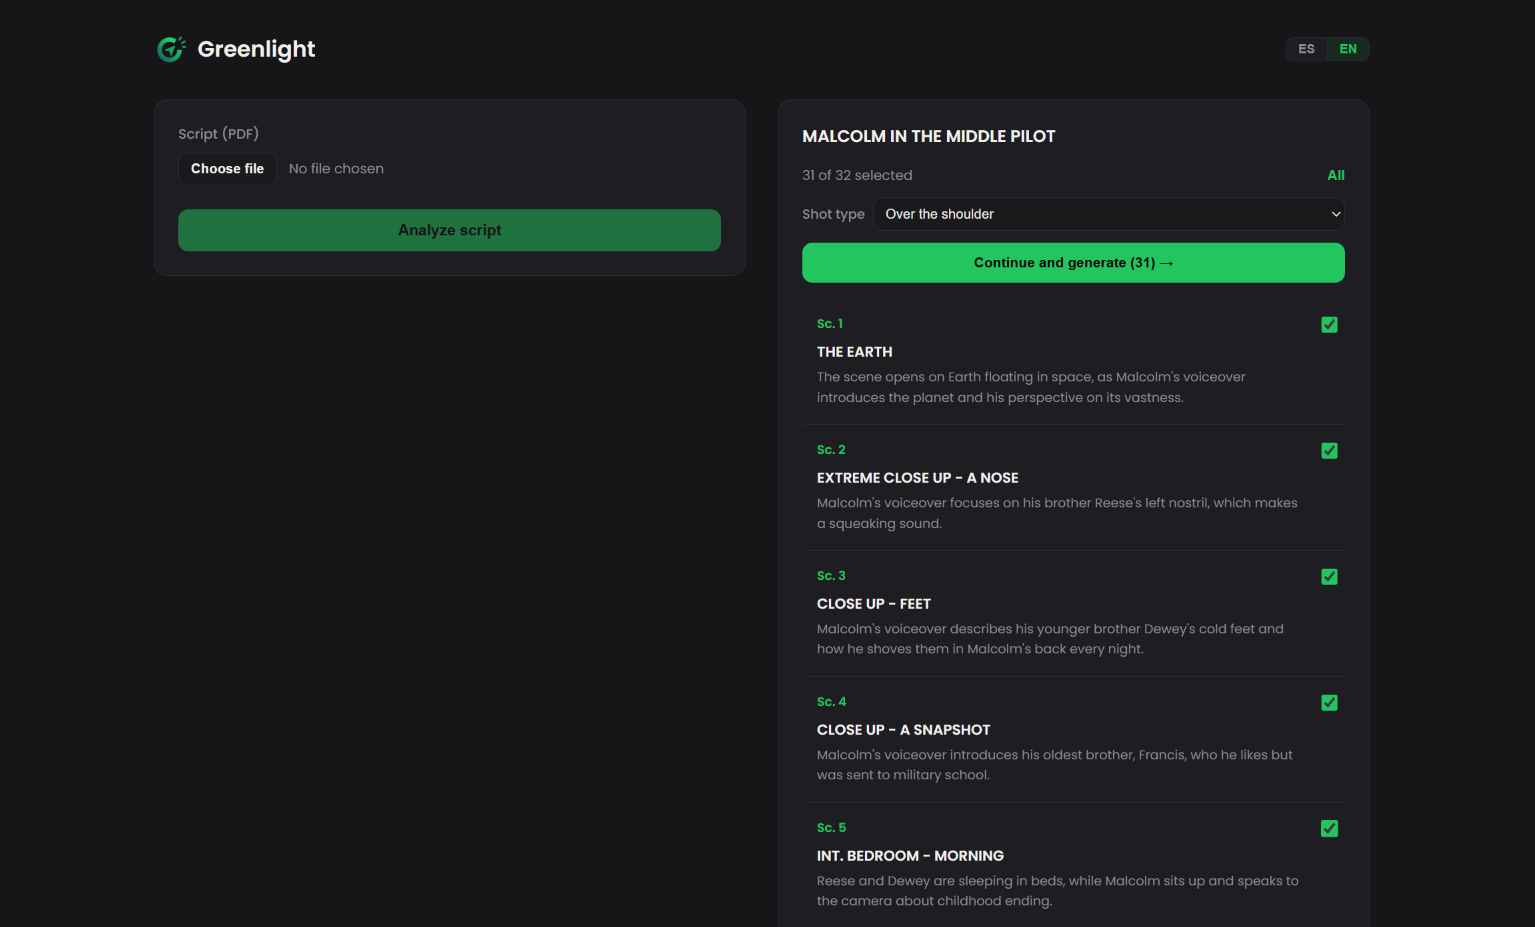 Greenlight
ES EN
Script (PDF)
Choose file No file chosen
Analyze script
MALCOLM IN THE MIDDLE PILOT
31 of 32 selected All
Shot type Over the shoulder
Continue and generate (31) →
Sc. 1
THE EARTH
The scene opens on Earth floating in space, as Malcolm's voiceover
introduces the planet and his perspective on its vastness.
Sc. 2
EXTREME CLOSE UP - A NOSE
Malcolm's voiceover focuses on his brother Reese's left nostril, which makes
a squeaking sound.
Sc. 3
CLOSE UP - FEET
Malcolm's voiceover describes his younger brother Dewey's cold feet and
how he shoves them in Malcolm's back every night.
Sc. 4
CLOSE UP - A SNAPSHOT
Malcolm's voiceover introduces his oldest brother, Francis, who he likes but
was sent to military school.
Sc. 5
INT. BEDROOM - MORNING
Reese and Dewey are sleeping in beds, while Malcolm sits up and speaks to
the camera about childhood ending.